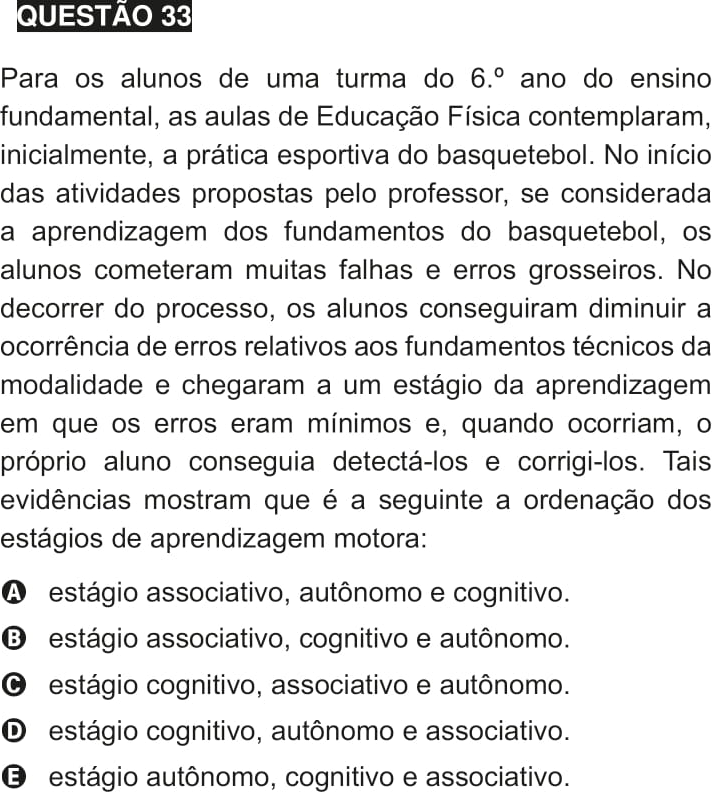 QUESTÃO 33
Para os alunos de uma turma do 6.º ano do ensino
fundamental, as aulas de Educação Física contemplaram,
inicialmente, a prática esportiva do basquetebol. No início
das atividades propostas pelo professor, se considerada
a aprendizagem dos fundamentos do basquetebol, os
alunos cometeram muitas falhas e erros grosseiros. No
decorrer do processo, os alunos conseguiram diminuir a
ocorrência de erros relativos aos fundamentos técnicos da
modalidade e chegaram a um estágio da aprendizagem
em que os erros eram mínimos e, quando ocorriam, o
próprio aluno conseguia detectá-los e corrigi-los. Tais
evidências mostram que é a seguinte a ordenação dos
estágios de aprendizagem motora:
A estágio associativo, autônomo e cognitivo.
B estágio associativo, cognitivo e autônomo.
C estágio cognitivo, associativo e autônomo.
D estágio cognitivo, autônomo e associativo.
E estágio autônomo, cognitivo e associativo.